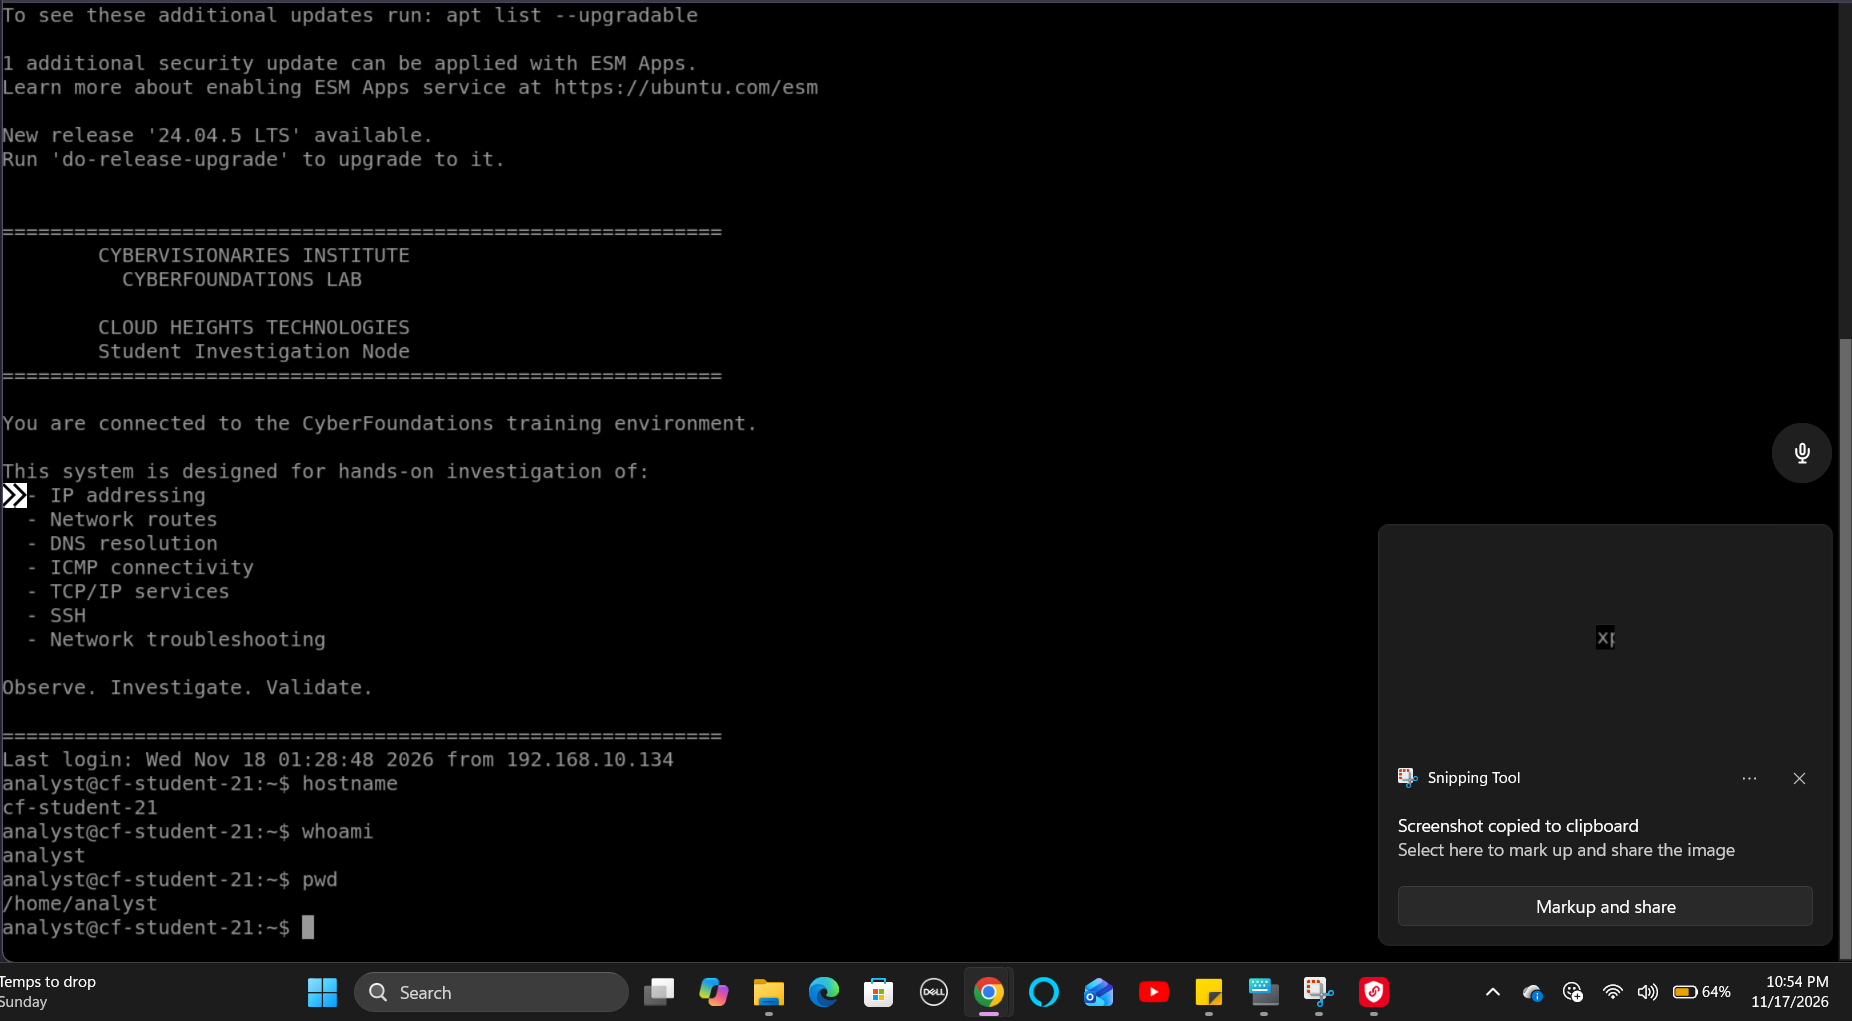 To see these additional updates run: apt list --upgradable
1 additional security update can be applied with ESM Apps.
Learn more about enabling ESM Apps service at https://ubuntu.com/esm
New release '24.04.5 LTS' available.
Run 'do-release-upgrade' to upgrade to it.
============================================================
CYBERVISIONARIES INSTITUTE
CYBERFOUNDATIONS LAB
CLOUD HEIGHTS TECHNOLOGIES
Student Investigation Node
============================================================
You are connected to the CyberFoundations training environment.
This system is designed for hands-on investigation of:
- IP addressing
- Network routes
- DNS resolution
- ICMP connectivity
- TCP/IP services
- SSH
- Network troubleshooting
Observe. Investigate. Validate.
============================================================
Last login: Wed Nov 18 01:28:48 2026 from 192.168.10.134
analyst@cf-student-21:~$ hostname
cf-student-21
analyst@cf-student-21:~$ whoami
analyst
analyst@cf-student-21:~$ pwd
/home/analyst
analyst@cf-student-21:~$
Snipping Tool
Screenshot copied to clipboard
Select here to mark up and share the image
Markup and share
Temps to drop
Sunday
Search
DELL
64%
10:54 PM
11/17/2026